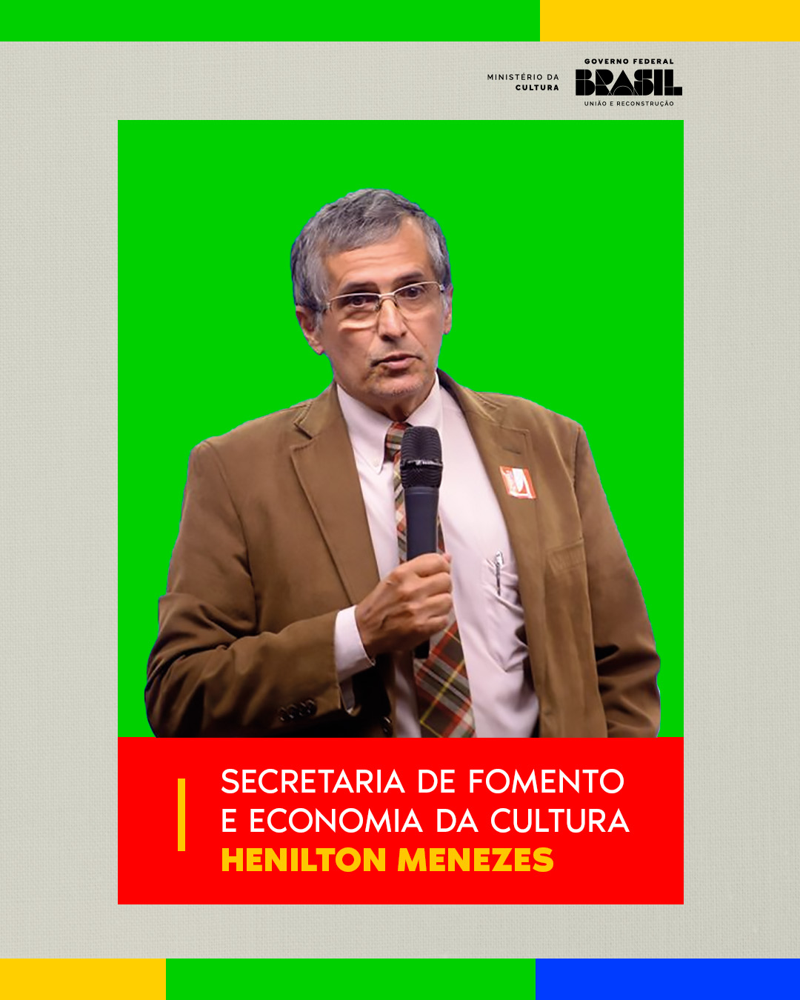 GOVERNO FEDERAL
MINISTÉRIO DA
CULTURA
BRASIL
UNIÃO E RECONSTRUÇÃO
SECRETARIA DE FOMENTO
E ECONOMIA DA CULTURA
HENILTON MENEZES